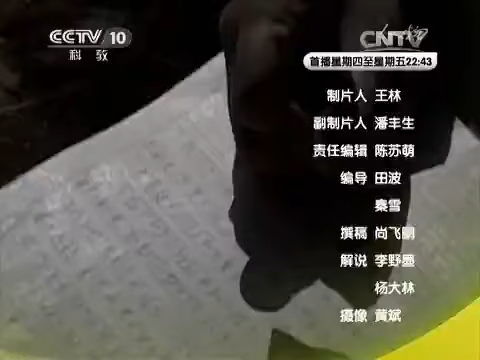 CCTV 10
科 教
CNTV
首播星期四至星期五22:43
制片人 王林
副制片人 潘丰生
责任编辑 陈苏萌
编导 田波
秦雪
撰稿 尚飞鹏
解说 李野墨
杨大林
摄像 黄斌